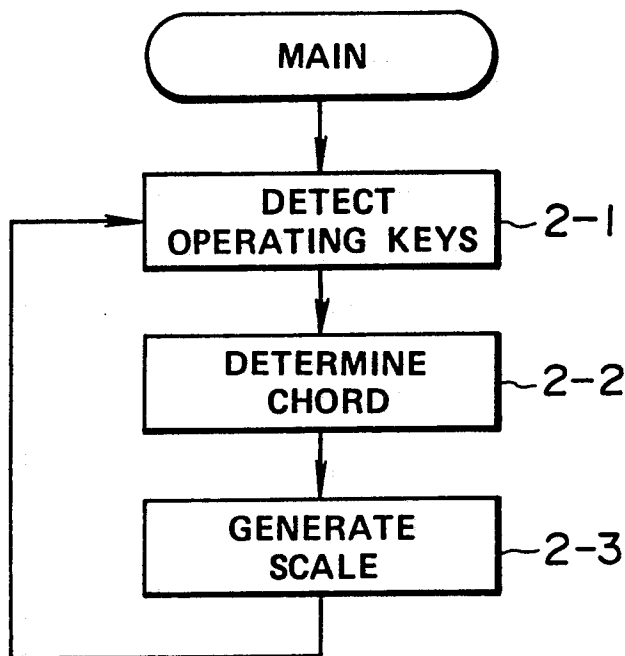 MAIN
DETECT
OPERATING KEYS
2-1
DETERMINE
CHORD
2-2
GENERATE
SCALE
2-3